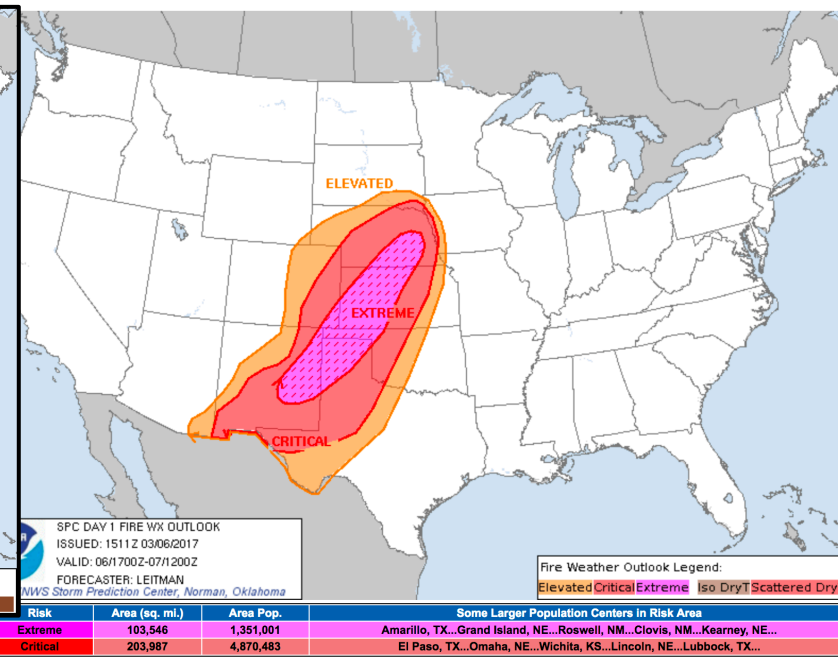 ELEVATED
EXTREME
CRITICAL
SPC DAY 1 FIRE WX OUTLOOK
ISSUED: 1511Z 03/06/2017
VALID: 06/1700Z-07/1200Z
FORECASTER: LEITMAN
NWS Storm Prediction Center, Norman, Oklahoma
Fire Weather Outlook Legend:
Elevated Critical Extreme Iso DryT Scattered Dry
Risk Area (sq. mi.) Area Pop. Some Larger Population Centers in Risk Area
Extreme 103,546 1,351,001 Amarillo, TX...Grand Island, NE...Roswell, NM...Clovis, NM...Kearney, NE...
Critical 203,987 4,870,483 El Paso, TX...Omaha, NE...Wichita, KS...Lincoln, NE...Lubbock, TX...